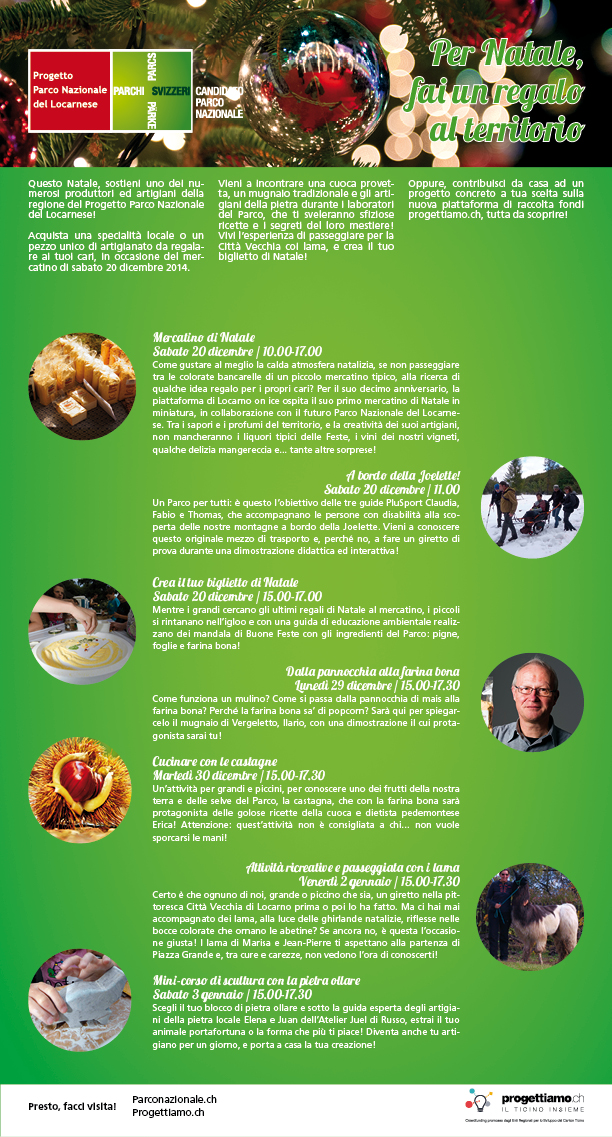 Progetto
Parco Nazionale
del Locarnese
PARCS
PARCHI SVIZZERI
PARKE
CANDIDATO
PARCO
NAZIONALE
Per Natale,
fai un regalo
al territorio
Questo Natale, sostieni uno dei nu-
merosi produttori ed artigiani della
regione del Progetto Parco Nazionale
del Locarnese!
Acquista una specialità locale o un
pezzo unico di artigianato da regala-
re ai tuoi cari, in occasione del mer-
catino di sabato 20 dicembre 2014.
Vieni a incontrare una cuoca provet-
ta, un mugnaio tradizionale e gli arti-
giani della pietra durante i laboratori
del Parco, che ti sveleranno sfiziose
ricette e i segreti del loro mestiere!
Vivi l'esperienza di passeggiare per la
Città Vecchia coi lama, e crea il tuo
biglietto di Natale!
Oppure, contribuisci da casa ad un
progetto concreto a tua scelta sulla
nuova piattaforma di raccolta fondi
progettiamo.ch, tutta da scoprire!
Mercatino di Natale
Sabato 20 dicembre / 10.00-17.00
Come gustare al meglio la calda atmosfera natalizia, se non passeggiare
tra le colorate bancarelle di un piccolo mercatino tipico, alla ricerca di
qualche idea regalo per i propri cari? Per il suo decimo anniversario, la
piattaforma di Locarno on ice ospita il suo primo mercatino di Natale in
miniatura, in collaborazione con il futuro Parco Nazionale del Locarne-
se. Tra i sapori e i profumi del territorio, e la creatività dei suoi artigiani,
non mancheranno i liquori tipici delle Feste, i vini dei nostri vigneti,
qualche delizia mangereccia e... tante altre sorprese!
A bordo della Joelette!
Sabato 20 dicembre / 11.00
Un Parco per tutti: è questo l'obiettivo delle tre guide PluSport Claudia,
Fabio e Thomas, che accompagnano le persone con disabilità alla sco-
perta delle nostre montagne a bordo della Joelette. Vieni a conoscere
questo originale mezzo di trasporto e, perché no, a fare un giretto di
prova durante una dimostrazione didattica ed interattiva!
Crea il tuo biglietto di Natale
Sabato 20 dicembre / 15.00-17.00
Mentre i grandi cercano gli ultimi regali di Natale al mercatino, i piccoli
si rintanano nell'igloo e con una guida di educazione ambientale realiz-
zano dei mandala di Buone Feste con gli ingredienti del Parco: pigne,
foglie e farina bona!
Dalla pannocchia alla farina bona
Lunedì 29 dicembre / 15.00-17.30
Come funziona un mulino? Come si passa dalla pannocchia di mais alla
farina bona? Perché la farina bona sa' di popcorn? Sarà qui per spiegar-
celo il mugnaio di Vergeletto, Ilario, con una dimostrazione il cui prota-
gonista sarai tu!
Cucinare con le castagne
Martedì 30 dicembre / 15.00-17.30
Un'attività per grandi e piccini, per conoscere uno dei frutti della nostra
terra e delle selve del Parco, la castagna, che con la farina bona sarà
protagonista delle golose ricette della cuoca e dietista pedemontese
Erica! Attenzione: quest'attività non è consigliata a chi... non vuole
sporcarsi le mani!
Attività ricreative e passeggiata con i lama
Venerdì 2 gennaio / 15.00-17.30
Certo è che ognuno di noi, grande o piccino che sia, un giretto nella pit-
toresca Città Vecchia di Locarno prima o poi lo ha fatto. Ma ci hai mai
accompagnato dei lama, alla luce delle ghirlande natalizie, riflesse nelle
bocce colorate che ornano le abetine? Se ancora no, è questa l'occasio-
ne giusta! I lama di Marisa e Jean-Pierre ti aspettano alla partenza di
Piazza Grande e, tra cure e carezze, non vedono l'ora di conoscerti!
Mini-corso di scultura con la pietra ollare
Sabato 3 gennaio / 15.00-17.30
Scegli il tuo blocco di pietra ollare e sotto la guida esperta degli artigia-
ni della pietra locale Elena e Juan dell'Atelier Juel di Russo, estrai il tuo
animale portafortuna o la forma che più ti piace! Diventa anche tu arti-
giano per un giorno, e porta a casa la tua creazione!
Presto, facci visita!
Parconazionale.ch
Progettiamo.ch
progettiamo.ch
IL TICINO INSIEME
Crowdfunding promosso dagli Enti Regionali per lo Sviluppo del Canton Ticino